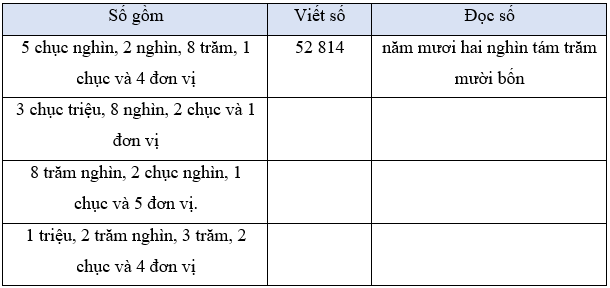 Số gồm
Viết số
Đọc số
5 chục nghìn, 2 nghìn, 8 trăm, 1
chục và 4 đơn vị
52 814
năm mươi hai nghìn tám trăm
mười bốn
3 chục triệu, 8 nghìn, 2 chục và 1
đơn vị
8 trăm nghìn, 2 chục nghìn, 1
chục và 5 đơn vị.
1 triệu, 2 trăm nghìn, 3 trăm, 2
chục và 4 đơn vị